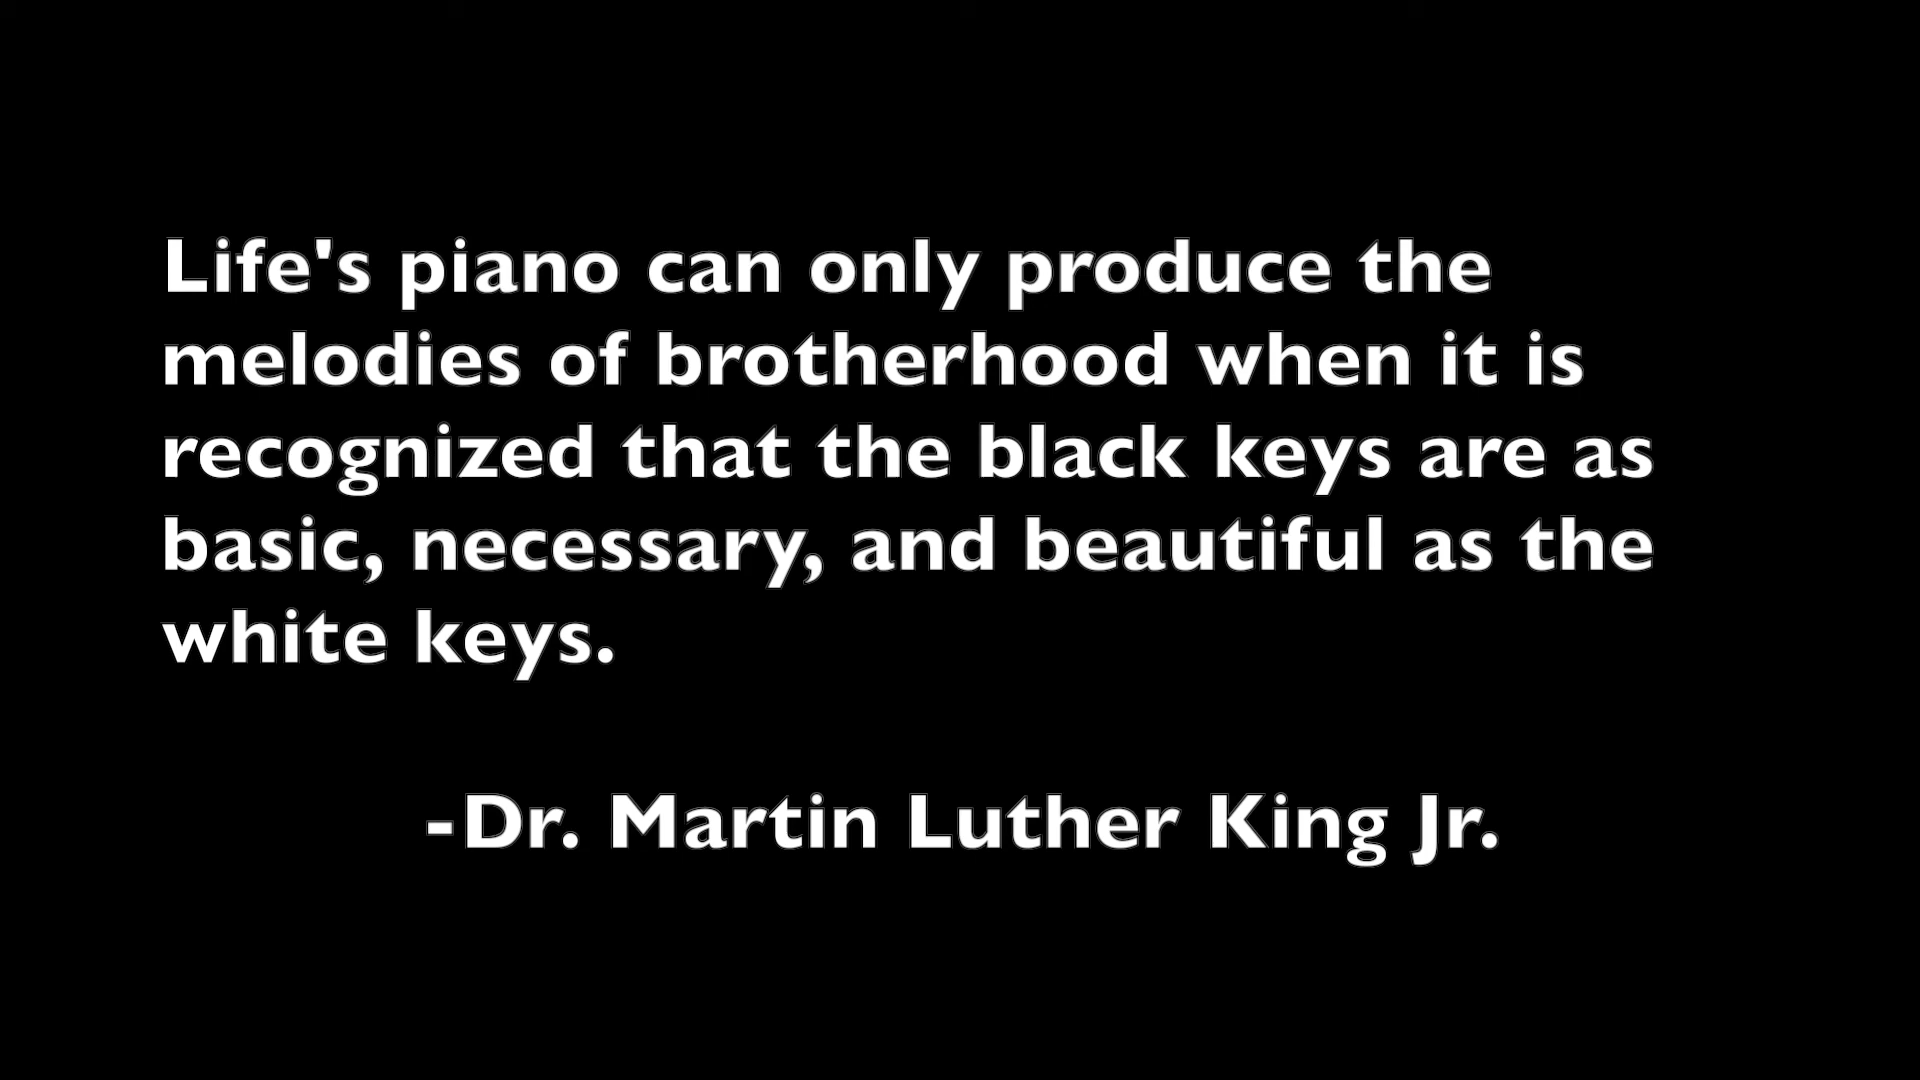 Life's piano can only produce the
melodies of brotherhood when it is
recognized that the black keys are as
basic, necessary, and beautiful as the
white keys.
-Dr. Martin Luther King Jr.